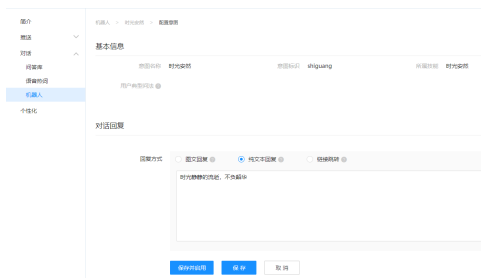 简介
机器人 > 时光安然 > 配置意图
推送
基本信息
对话
问答库
意图名称 时光安然 意图标识 shiguang 所属技能 时光安然
语音热词
机器人
用户有图问法
个性化
对话回复
回复方式 图文回复 纯文本回复 链接跳转
时光静静的流逝，不负韶华
保存并启用 保存 取消